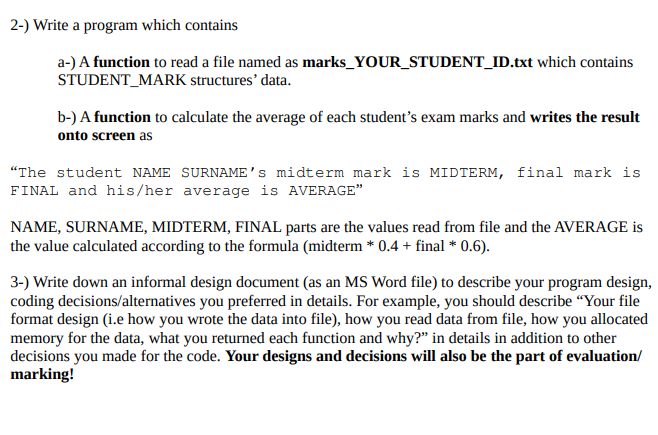 2-) Write a program which contains
a-) A function to read a file named as marks_YOUR_STUDENT_ID.txt which contains
STUDENT_MARK structures’ data.
b-) A function to calculate the average of each student’s exam marks and writes the result
onto screen as
“The student NAME SURNAME’s midterm mark is MIDTERM, final mark is
FINAL and his/her average is AVERAGE”
NAME, SURNAME, MIDTERM, FINAL parts are the values read from file and the AVERAGE is
the value calculated according to the formula (midterm * 0.4 + final * 0.6).
3-) Write down an informal design document (as an MS Word file) to describe your program design,
coding decisions/alternatives you preferred in details. For example, you should describe “Your file
format design (i.e how you wrote the data into file), how you read data from file, how you allocated
memory for the data, what you returned each function and why?” in details in addition to other
decisions you made for the code. Your designs and decisions will also be the part of evaluation/
marking!